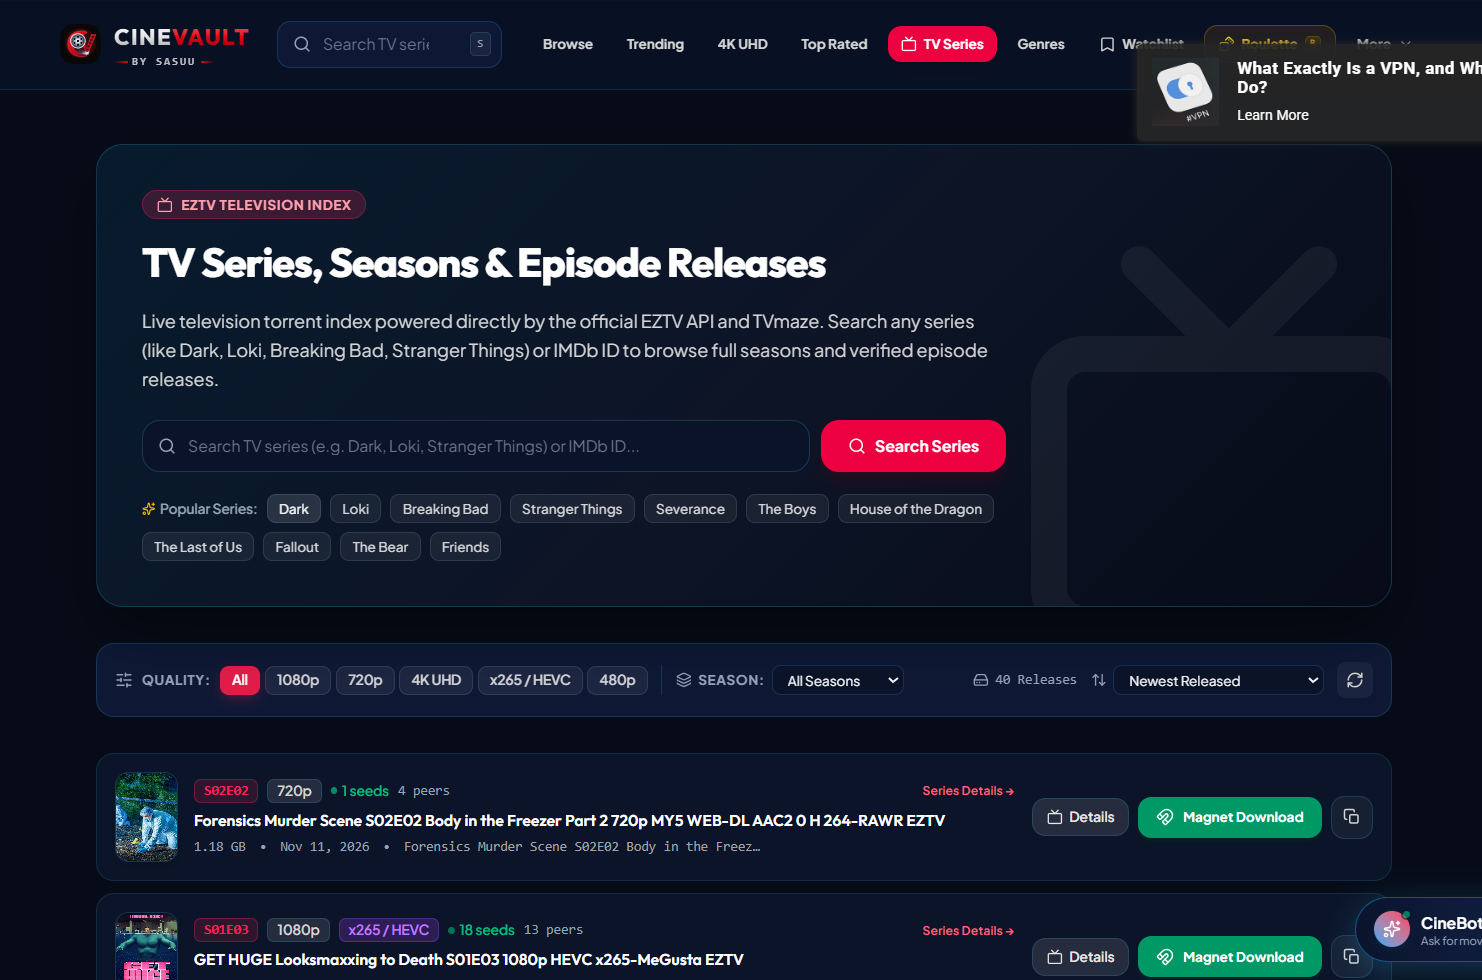 CINEVAULT
BY SASUU
Search TV serie
S
Browse
Trending
4K UHD
Top Rated
TV Series
Genres
Watchlist
Roulette
More
What Exactly Is a VPN, and Wh
Do?
Learn More
#VPN
EZTV TELEVISION INDEX
TV Series, Seasons & Episode Releases
Live television torrent index powered directly by the official EZTV API and TVmaze. Search any series
(like Dark, Loki, Breaking Bad, Stranger Things) or IMDb ID to browse full seasons and verified episode
releases.
Search TV series (e.g. Dark, Loki, Stranger Things) or IMDb ID...
Search Series
Popular Series:
Dark
Loki
Breaking Bad
Stranger Things
Severance
The Boys
House of the Dragon
The Last of Us
Fallout
The Bear
Friends
QUALITY:
All
1080p
720p
4K UHD
x265 / HEVC
480p
SEASON:
All Seasons
40 Releases
Newest Released
S02E02
720p
1 seeds
4 peers
Series Details →
Forensics Murder Scene S02E02 Body in the Freezer Part 2 720p MY5 WEB-DL AAC2 0 H 264-RAWR EZTV
1.18 GB • Nov 11, 2026 • Forensics Murder Scene S02E02 Body in the Freez…
Details
Magnet Download
S01E03
1080p
x265 / HEVC
18 seeds
13 peers
Series Details →
GET HUGE Looksmaxxing to Death S01E03 1080p HEVC x265-MeGusta EZTV
Details
Magnet Download
GET
CineBot
Ask for mov